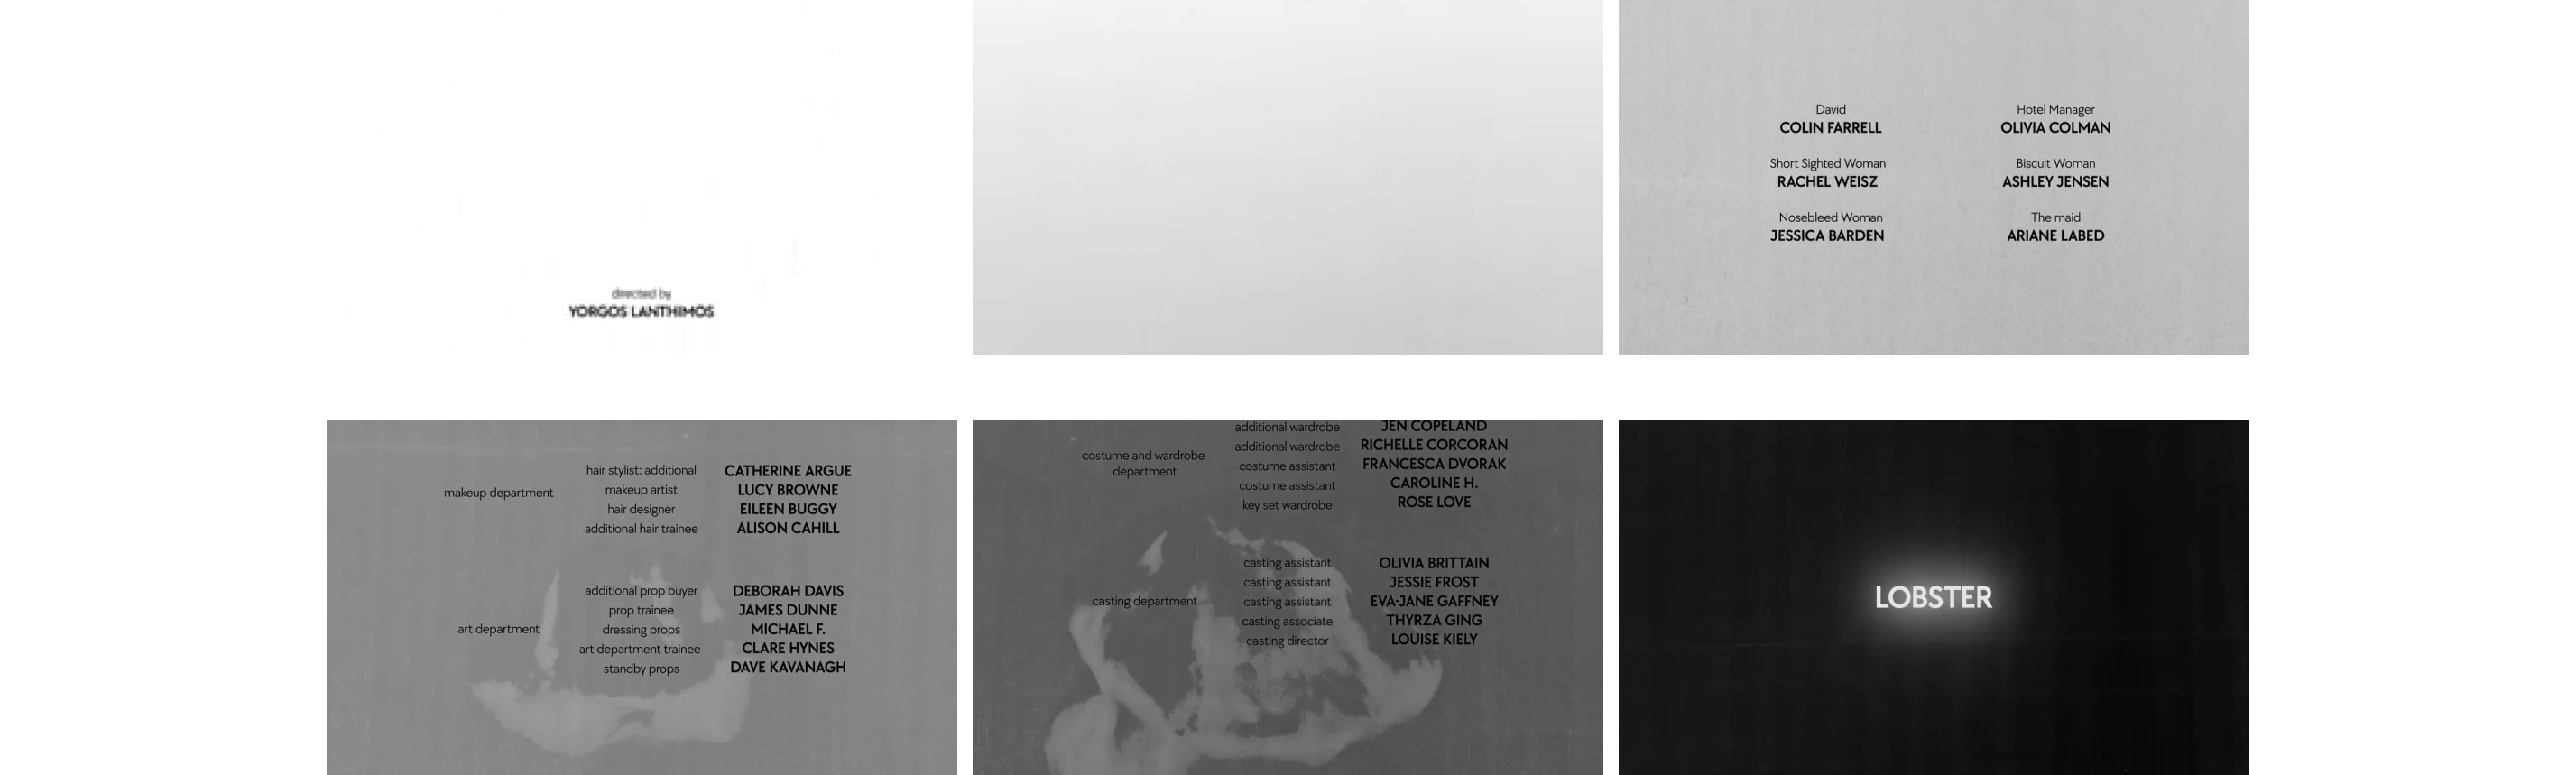 directed by
YORGOS LANTHIMOS
David
COLIN FARRELL
Short Sighted Woman
RACHEL WEISZ
Nosebleed Woman
JESSICA BARDEN
Hotel Manager
OLIVIA COLMAN
Biscuit Woman
ASHLEY JENSEN
The maid
ARIANE LABED
makeup department
hair stylist: additional
makeup artist
hair designer
additional hair trainee
CATHERINE ARGUE
LUCY BROWNE
EILEEN BUGGY
ALISON CAHILL
art department
additional prop buyer
prop trainee
dressing props
art department trainee
standby props
DEBORAH DAVIS
JAMES DUNNE
MICHAEL F.
CLARE HYNES
DAVE KAVANAGH
costume and wardrobe
department
additional wardrobe
additional wardrobe
costume assistant
costume assistant
key set wardrobe
JEN COPELAND
RICHELLE CORCORAN
FRANCESCA DVORAK
CAROLINE H.
ROSE LOVE
casting department
casting assistant
casting assistant
casting assistant
casting associate
casting director
OLIVIA BRITTAIN
JESSIE FROST
EVA-JANE GAFFNEY
THYRZA GING
LOUISE KIELY
LOBSTER